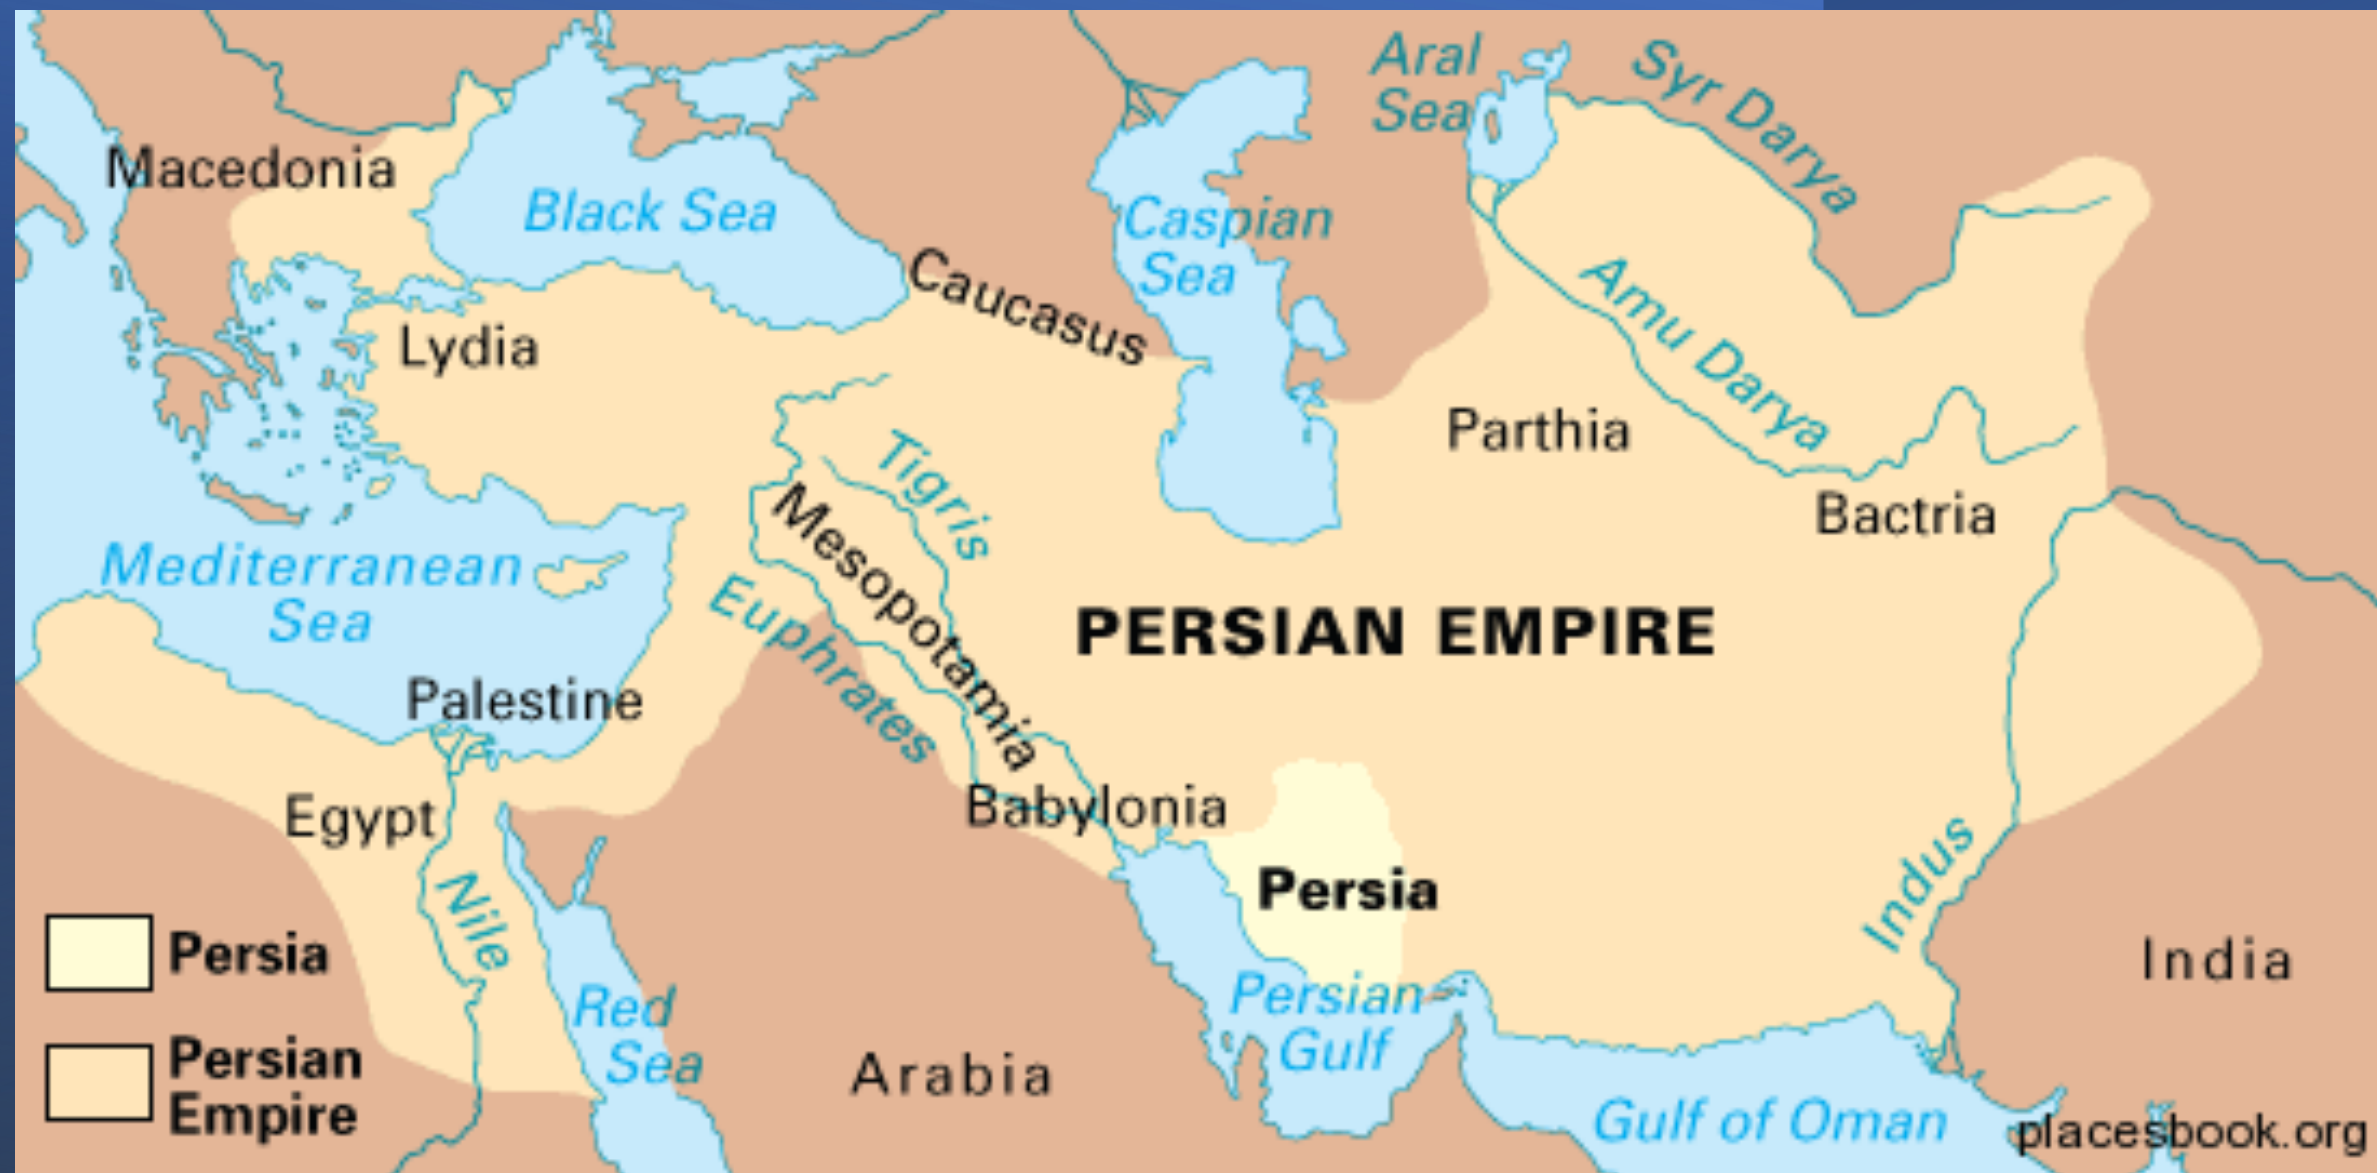 Aral
Sea
Syr Darya
Macedonia
Black Sea
Caspian
Sea
Caucasus
Amu Darya
Lydia
Parthia
Tigris
Bactria
Mesopotamia
Mediterranean
Sea
Euphrates
PERSIAN EMPIRE
Palestine
Egypt
Babylonia
Nile
Persia
Indus
India
Persia
Red
Sea
Persian
Gulf
Arabia
Persian
Empire
Gulf of Oman
placesbook.org